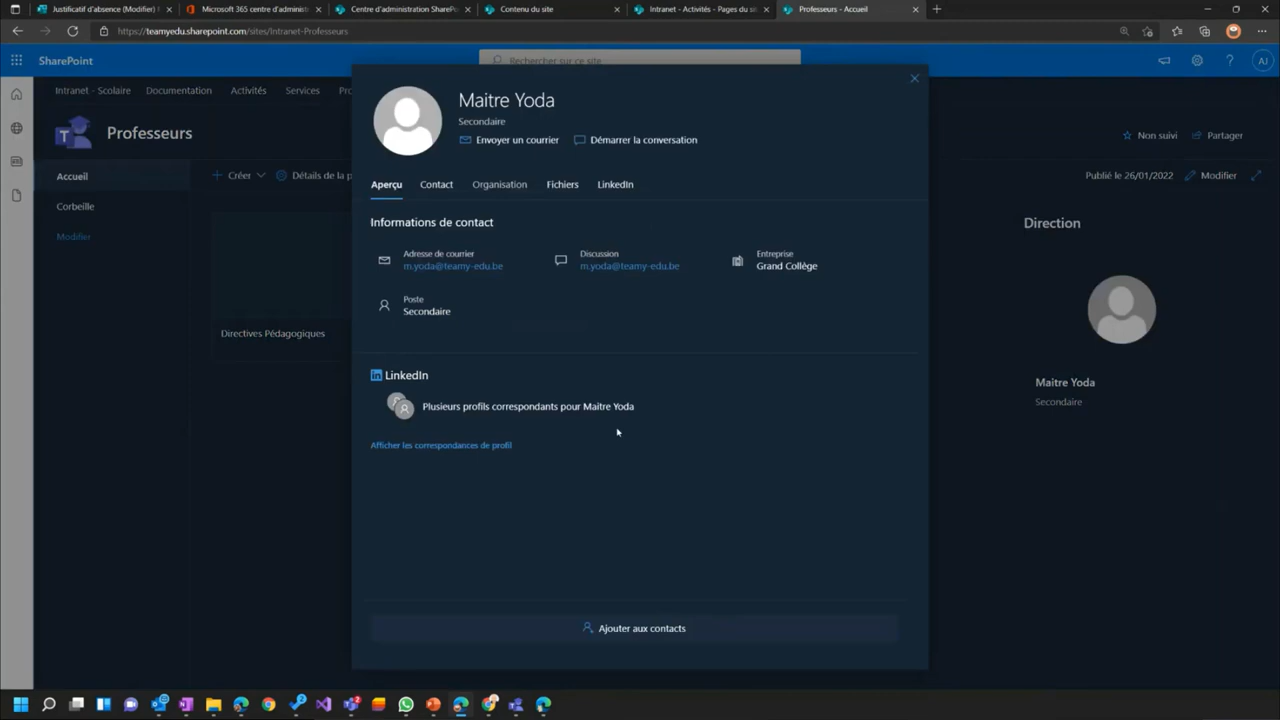 Justificatif d'absence (Modifier)
Microsoft 365 centre d'administ
Centre d'administration SharePo
Contenu du site
Intranet - Activités - Pages du si
Professeurs - Accueil
https://teamyedu.sharepoint.com/sites/Intranet-Professeurs
SharePoint
Rechercher sur ce site
AJ
Intranet - Scolaire
Documentation
Activités
Services
Pr
T
Professeurs
Non suivi
Partager
Accueil
Corbeille
Modifier
Créer
Détails de la p
Publié le 26/01/2022
Modifier
Directives Pédagogiques
Maitre Yoda
Secondaire
Envoyer un courrier
Démarrer la conversation
Aperçu
Contact
Organisation
Fichiers
LinkedIn
Informations de contact
Adresse de courrier
m.yoda@teamy-edu.be
Discussion
m.yoda@teamy-edu.be
Entreprise
Grand Collège
Poste
Secondaire
in LinkedIn
Plusieurs profils correspondants pour Maitre Yoda
Afficher les correspondances de profil
Ajouter aux contacts
Direction
Maitre Yoda
Secondaire